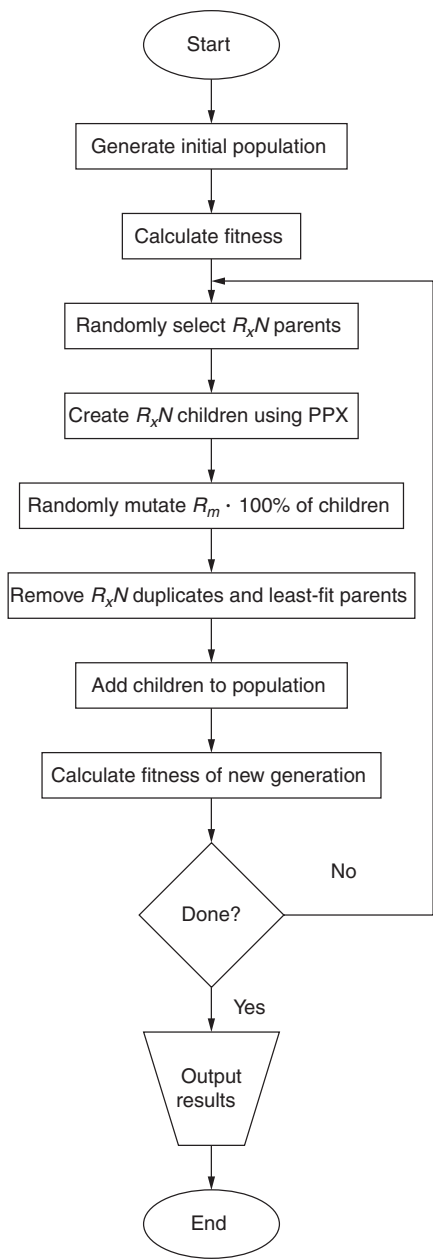 Start
Generate initial population
Calculate fitness
Randomly select RₓN parents
Create RₓN children using PPX
Randomly mutate Rₘ · 100% of children
Remove RₓN duplicates and least-fit parents
Add children to population
Calculate fitness of new generation
No
Done?
Yes
Output
results
End